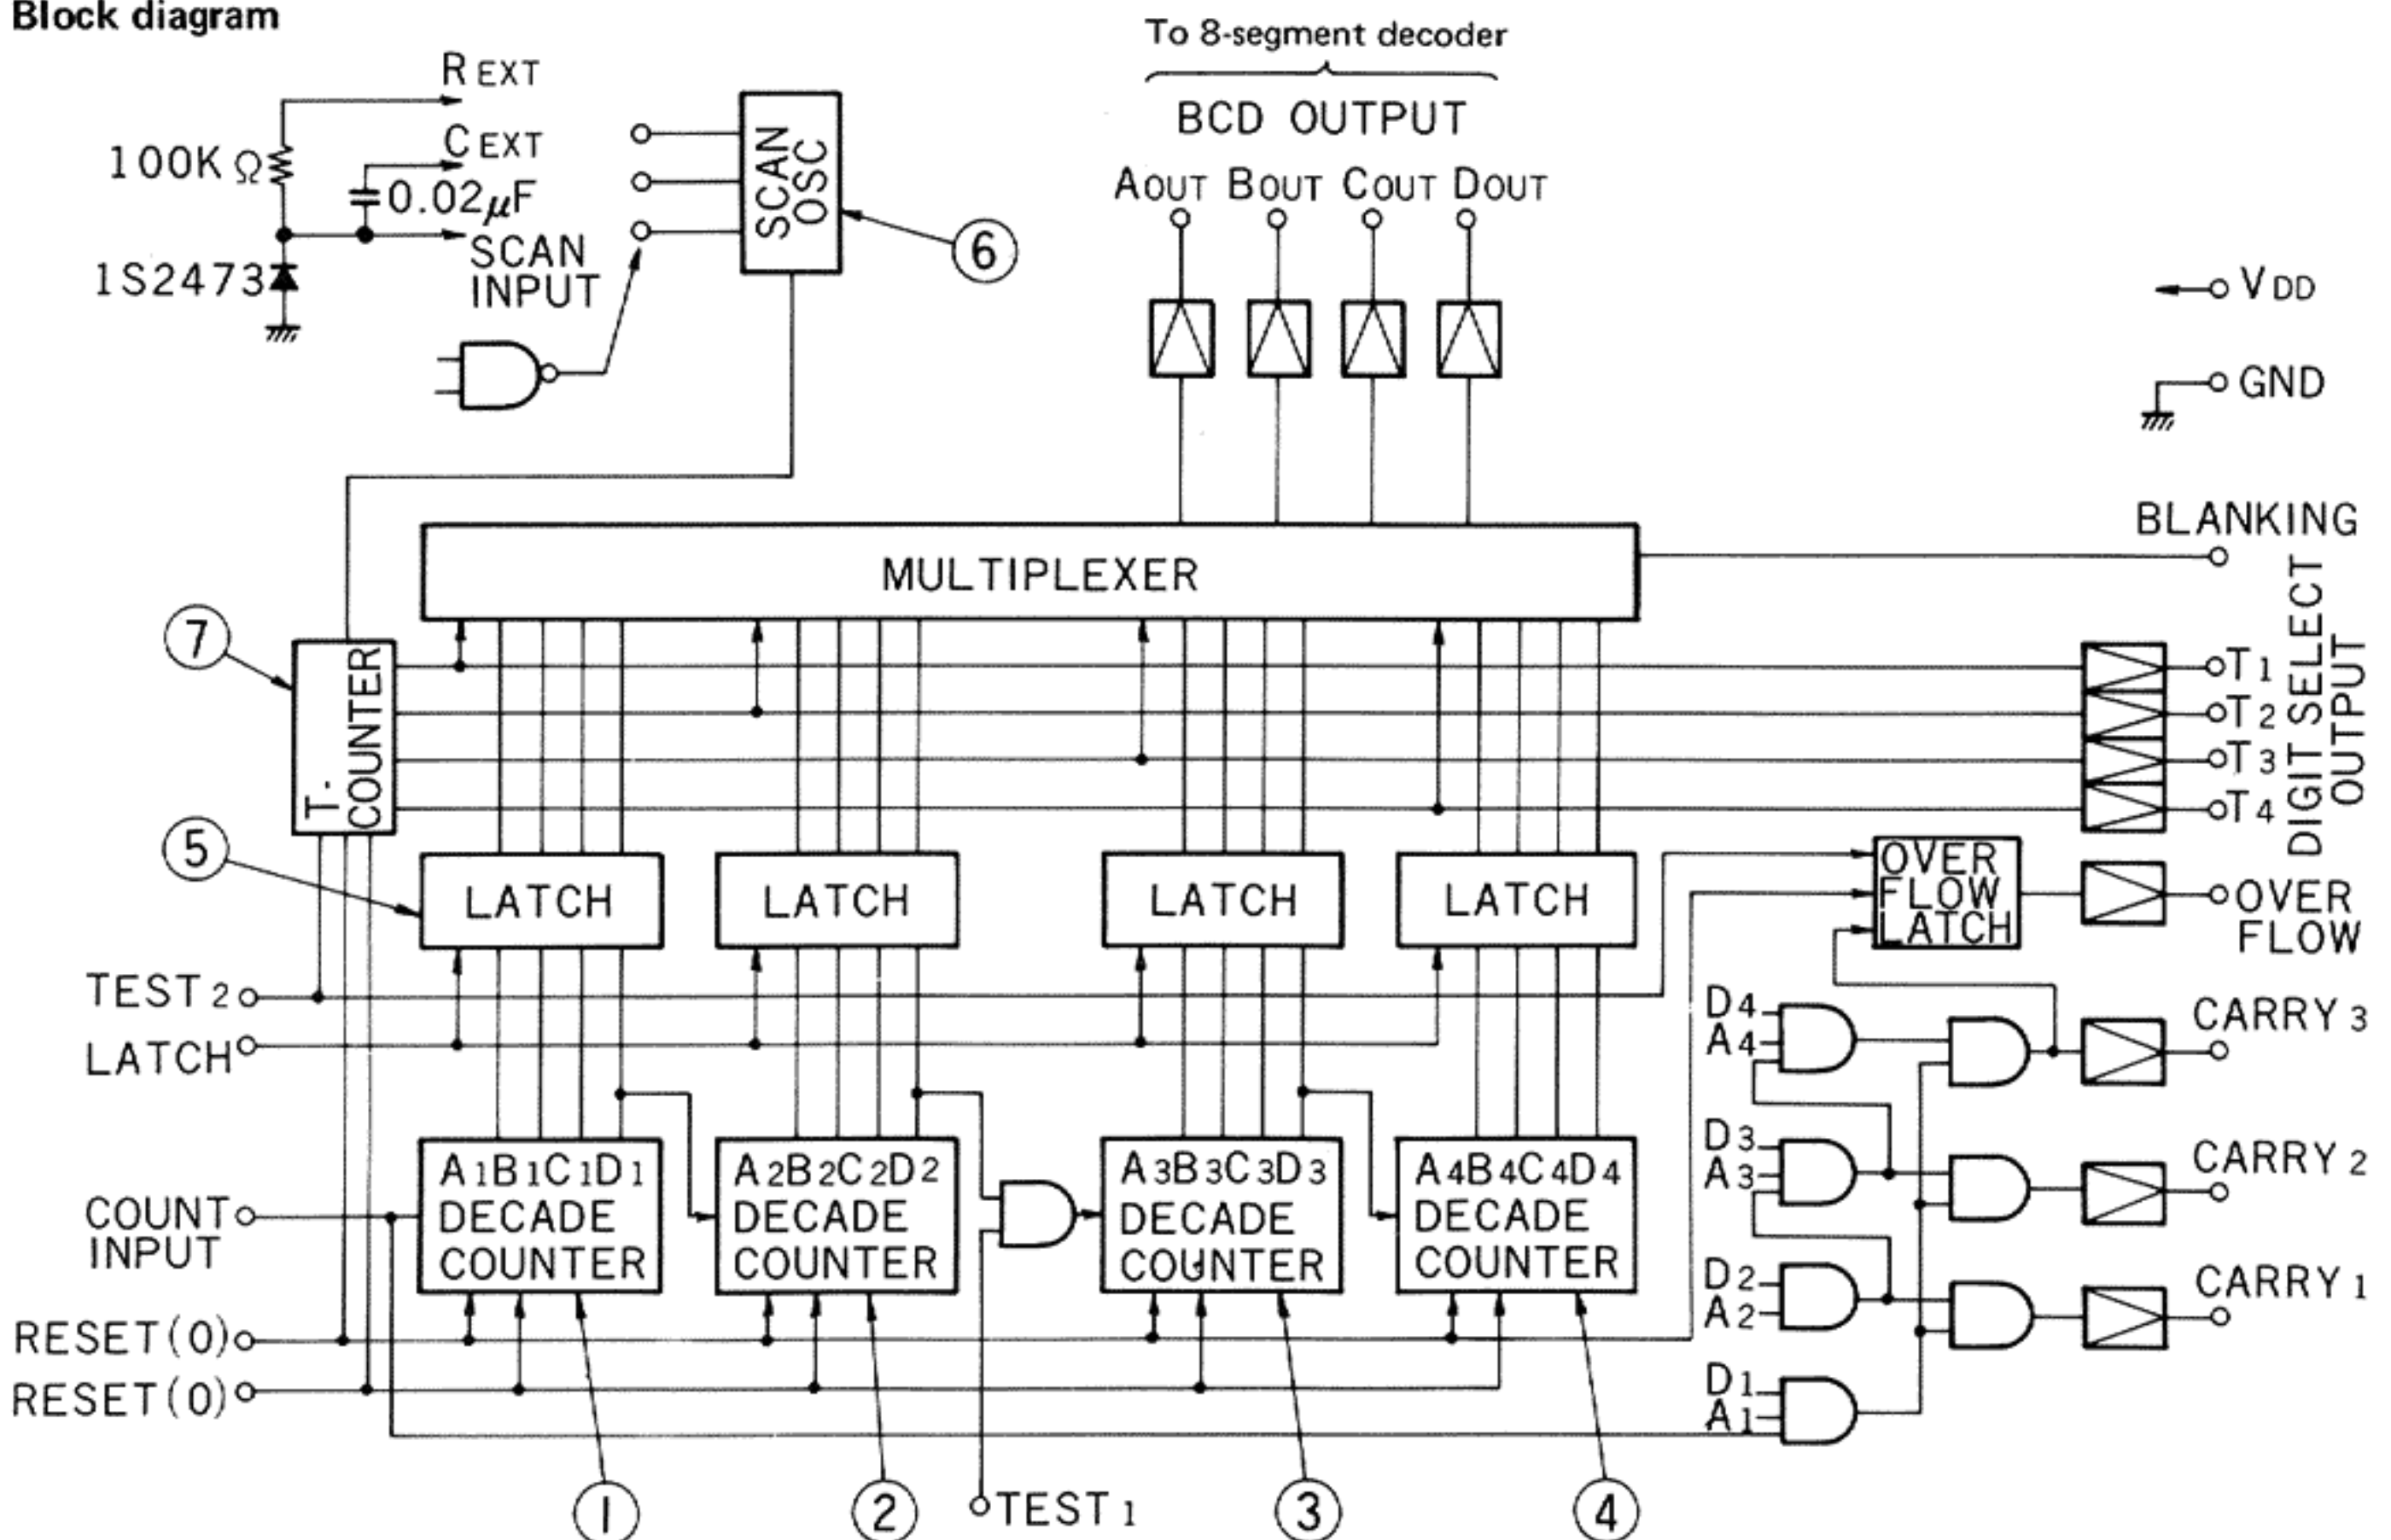 Block diagram
To 8-segment decoder
BCD OUTPUT
AOUT BOUT COUT DOUT
REXT
CEXT
100KΩ
0.02μF
SCAN
INPUT
1S2473
SCAN
OSC
6
VDD
GND
BLANKING
MULTIPLEXER
7
T.
COUNTER
T1
T2
T3
T4
DIGIT SELECT
OUTPUT
5
LATCH
LATCH
LATCH
LATCH
OVER
FLOW
LATCH
OVER
FLOW
TEST2
LATCH
D4
A4
CARRY3
D3
A3
CARRY2
D2
A2
CARRY1
D1
A1
COUNT
INPUT
A1B1C1D1
DECADE
COUNTER
A2B2C2D2
DECADE
COUNTER
A3B3C3D3
DECADE
COUNTER
A4B4C4D4
DECADE
COUNTER
RESET(0)
RESET(0)
1
2
TEST1
3
4